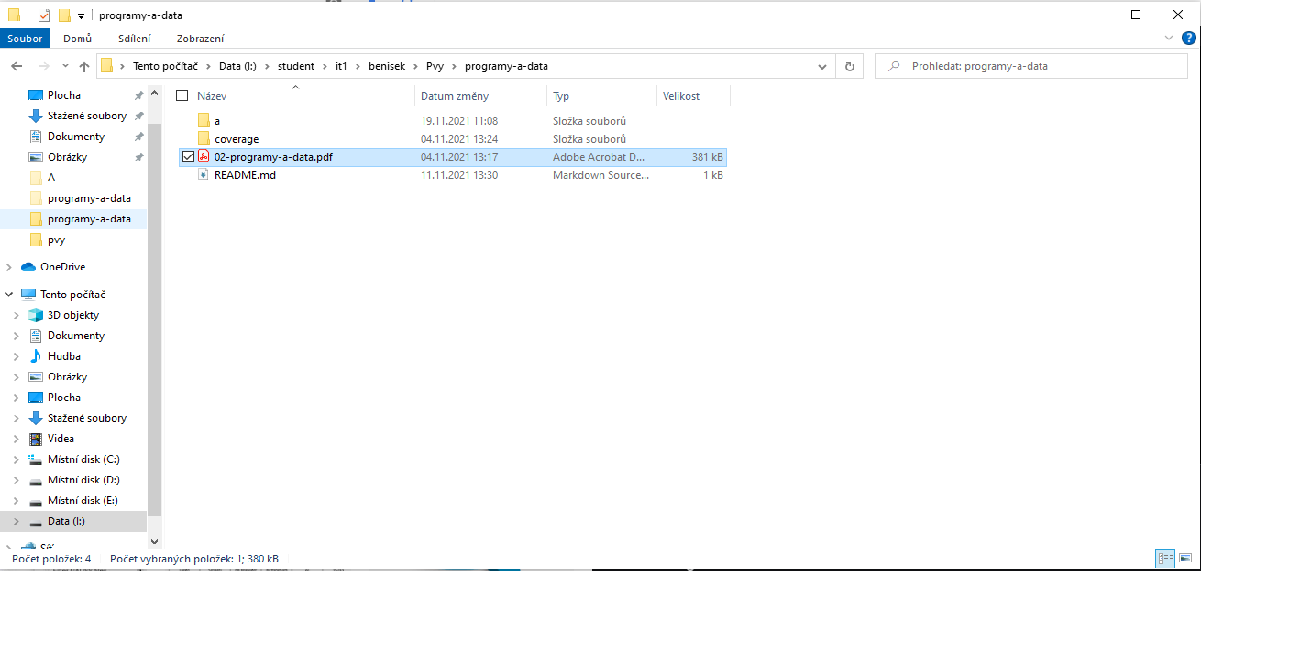 programy-a-data
Soubor Domů Sdílení Zobrazení
Tento počítač Data (I:) student it1 benisek Pvy programy-a-data
Prohledat: programy-a-data
Název Datum změny Typ Velikost
a 19.11.2021 11:08 Složka souborů
coverage 04.11.2021 13:24 Složka souborů
02-programy-a-data.pdf 04.11.2021 13:17 Adobe Acrobat D... 381 kB
README.md 11.11.2021 13:30 Markdown Source... 1 kB
Plocha
Stažené soubory
Dokumenty
Obrázky
A
programy-a-data
programy-a-data
pvy
OneDrive
Tento počítač
3D objekty
Dokumenty
Hudba
Obrázky
Plocha
Stažené soubory
Videa
Místní disk (C:)
Místní disk (D:)
Místní disk (E:)
Data (I:)
Počet položek: 4 Počet vybraných položek: 1; 380 kB